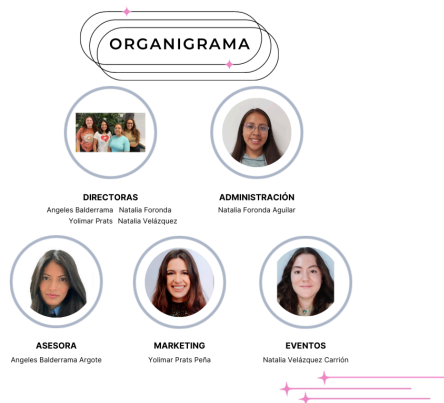 ORGANIGRAMA
DIRECTORAS
Angeles Balderrama Natalia Foronda
Yolimar Prats Natalia Velázquez
ADMINISTRACIÓN
Natalia Foronda Aguilar
ASESORA
Angeles Balderrama Argote
MARKETING
Yolimar Prats Peña
EVENTOS
Natalia Velázquez Carrión